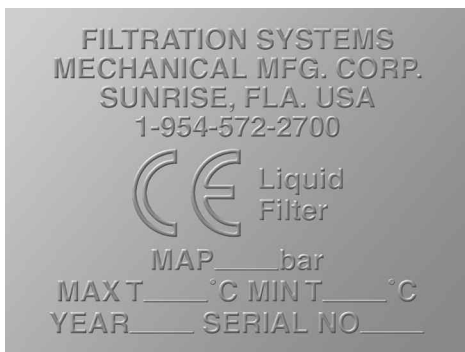 FILTRATION SYSTEMS
MECHANICAL MFG. CORP.
SUNRISE, FLA. USA
1-954-572-2700
CE Liquid
Filter
MAP____bar
MAX T____°C MIN T____°C
YEAR____ SERIAL NO____